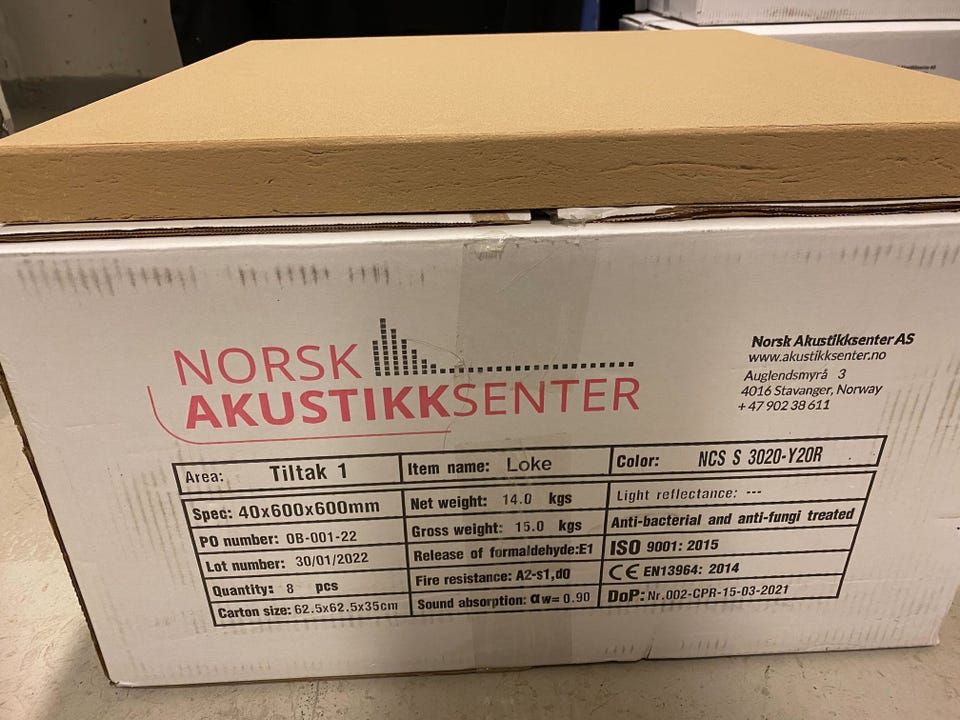 NORSK
AKUSTIKKSENTER
Norsk Akustikksenter AS
www.akustikksenter.no
Auglendsmyrå 3
4016 Stavanger, Norway
+ 47 902 38 611
Area: Tiltak 1
Item name: Loke
Color: NCS S 3020-Y20R
Spec: 40x600x600mm
Net weight: 14.0 kgs
Light reflectance: ---
PO number: OB-001-22
Gross weight: 15.0 kgs
Anti-bacterial and anti-fungi treated
Lot number: 30/01/2022
Release of formaldehyde:E1
ISO 9001: 2015
Quantity: 8 pcs
Fire resistance: A2-s1,d0
CE EN13964: 2014
Carton size: 62.5x62.5x35cm
Sound absorption: αw= 0.90
DoP: Nr.002-CPR-15-03-2021